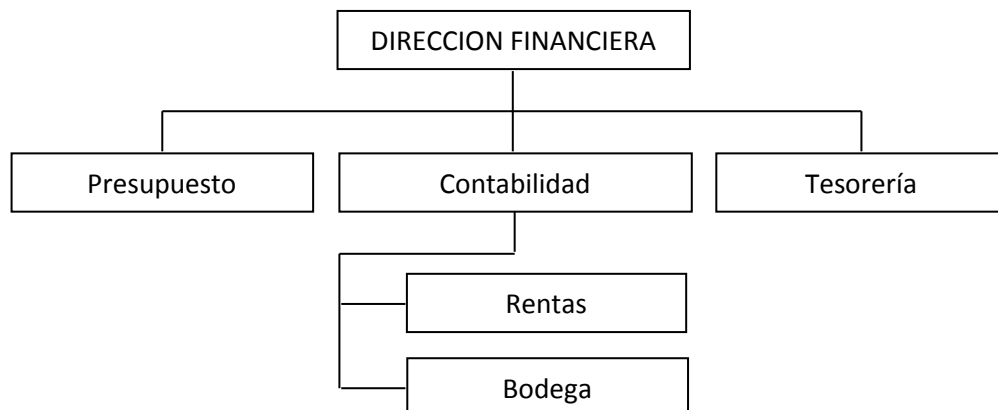 DIRECCION FINANCIERA
Presupuesto
Contabilidad
Tesorería
Rentas
Bodega